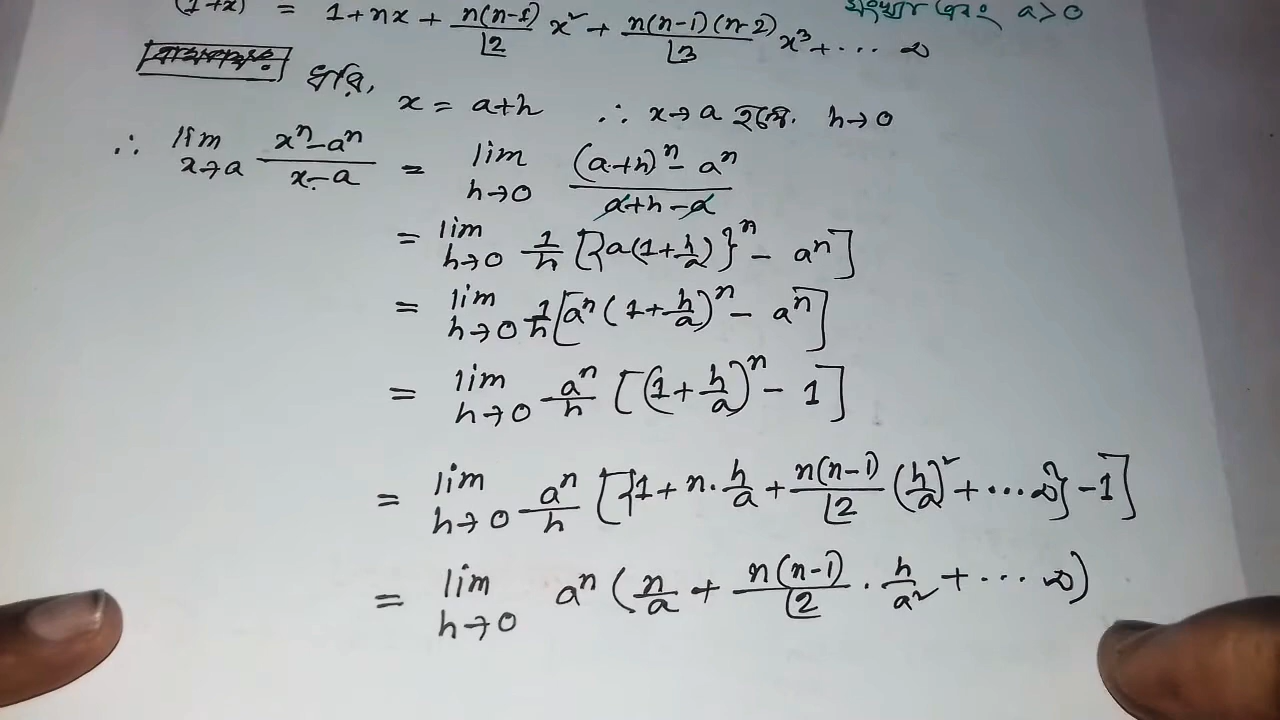 (1+x) = 1+nx + n(n-1)/⌊2 x² + n(n-1)(n-2)/⌊3 x³ + ··· ∞ a>0
ধরি,
x = a+h ∴ x→a হলে. h→0
∴ lim x→a (xⁿ-aⁿ)/(x-a) = lim h→0 ((a+h)ⁿ - aⁿ)/(a+h-a)
= lim h→0 1/h [{a(1+h/a)}ⁿ - aⁿ]
= lim h→0 1/h [aⁿ(1+h/a)ⁿ - aⁿ]
= lim h→0 aⁿ/h [(1+h/a)ⁿ - 1]
= lim h→0 aⁿ/h [{1+n·h/a + n(n-1)/⌊2 (h/a)² + ···∞} -1]
= lim h→0 aⁿ (n/a + n(n-1)/⌊2 · h/a² + ··· ∞)